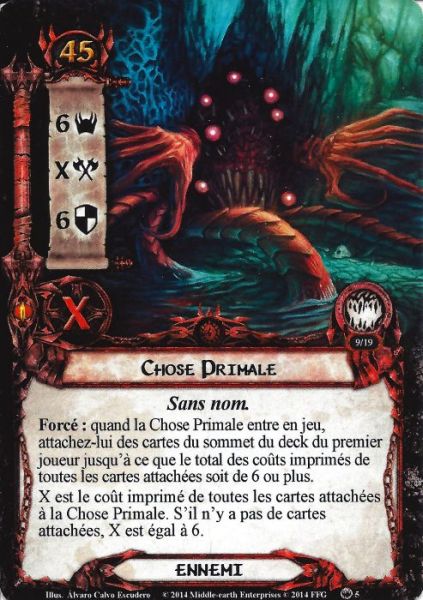 45
6
X
6
X
9/19
Chose Primale
Sans nom.
Forcé : quand la Chose Primale entre en jeu,
attachez-lui des cartes du sommet du deck du premier
joueur jusqu'à ce que le total des coûts imprimés de
toutes les cartes attachées soit de 6 ou plus.
X est le coût imprimé de toutes les cartes attachées
à la Chose Primale. S'il n'y a pas de cartes
attachées, X est égal à 6.
ENNEMI
Illus. Álvaro Calvo Escudero © 2014 Middle-earth Enterprises © 2014 FFG 5